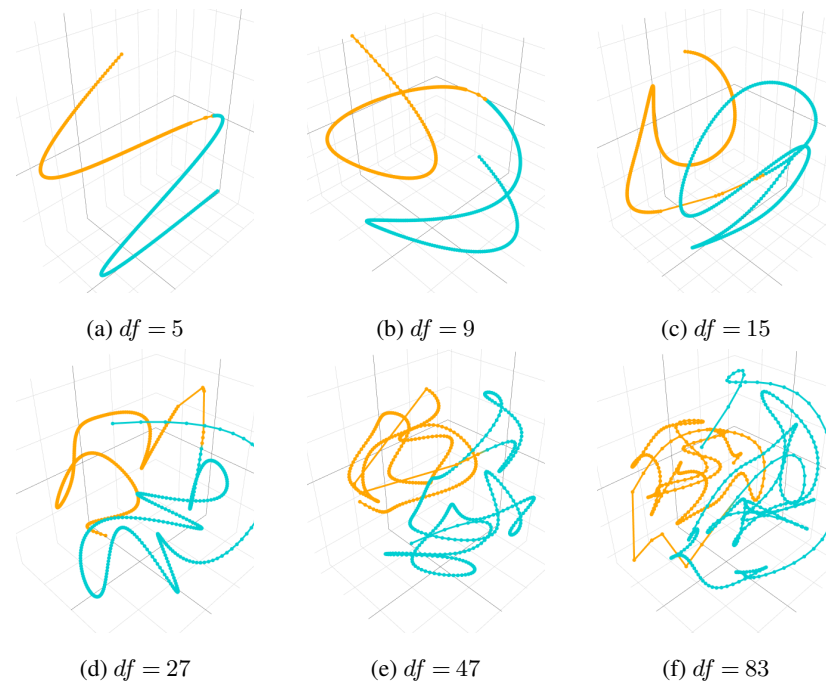 (a) df = 5
(b) df = 9
(c) df = 15
(d) df = 27
(e) df = 47
(f) df = 83